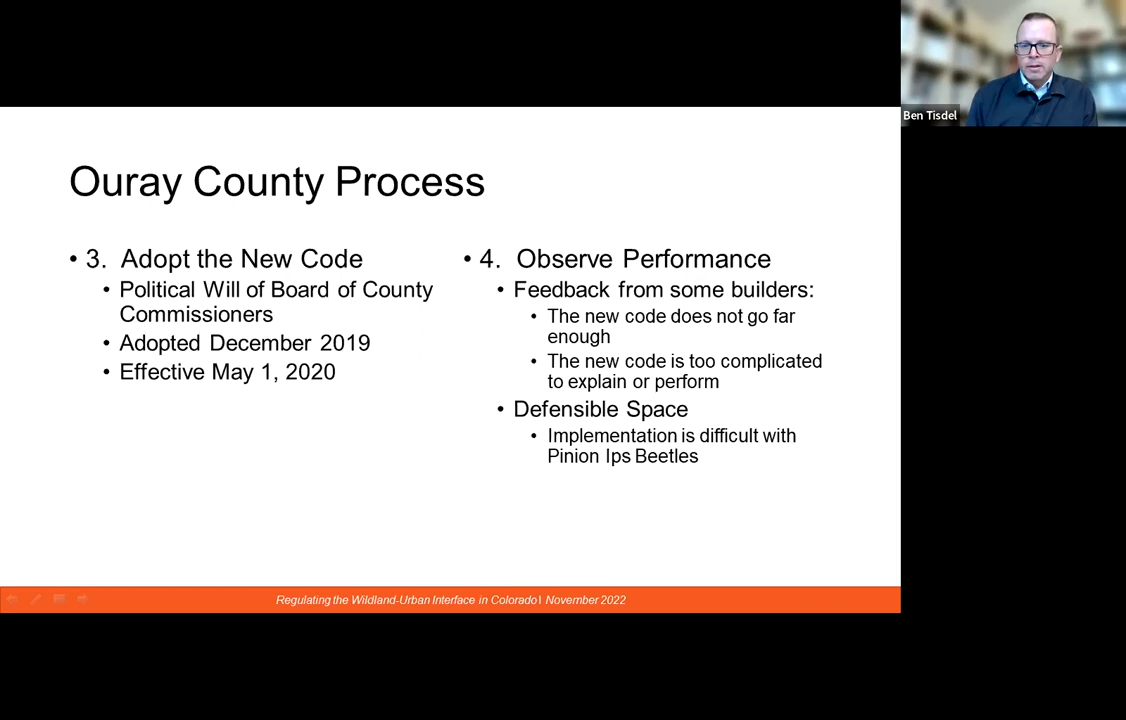 Ben Tisdel
Ouray County Process
• 3. Adopt the New Code
• Political Will of Board of County
Commissioners
• Adopted December 2019
• Effective May 1, 2020
• 4. Observe Performance
• Feedback from some builders:
• The new code does not go far
enough
• The new code is too complicated
to explain or perform
• Defensible Space
• Implementation is difficult with
Pinion Ips Beetles
Regulating the Wildland-Urban Interface in Colorado| November 2022